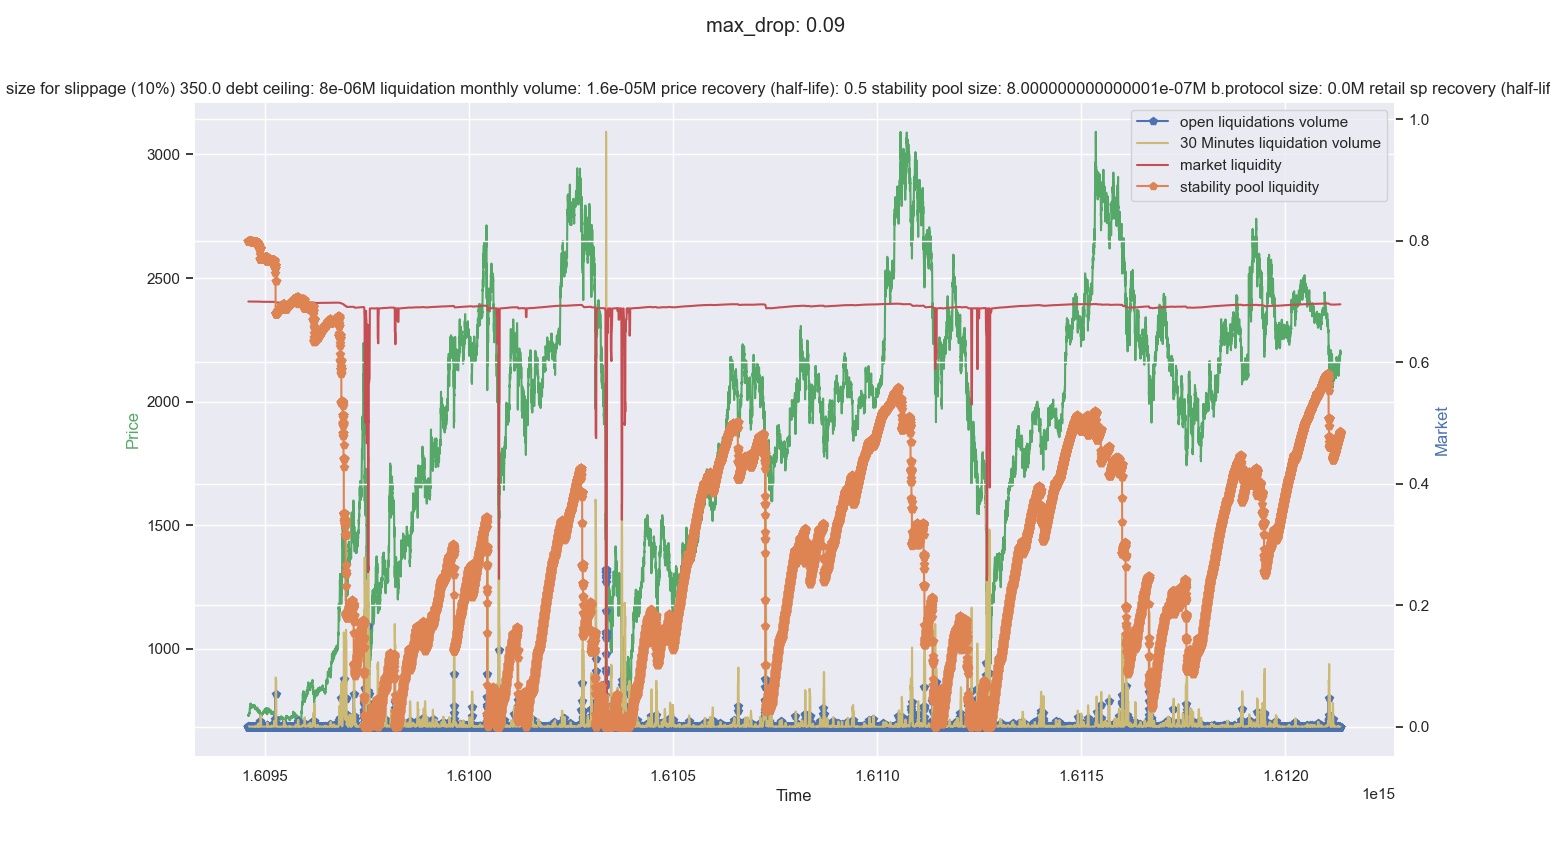 max_drop: 0.09
size for slippage (10%) 350.0 debt ceiling: 8e-06M liquidation monthly volume: 1.6e-05M price recovery (half-life): 0.5 stability pool size: 8.000000000000001e-07M b.protocol size: 0.0M retail sp recovery (half-lif
open liquidations volume
30 Minutes liquidation volume
market liquidity
stability pool liquidity
3000
2500
2000
1500
1000
Price
1.0
0.8
0.6
0.4
0.2
0.0
Market
1.6095
1.6100
1.6105
1.6110
1.6115
1.6120
Time
1e15